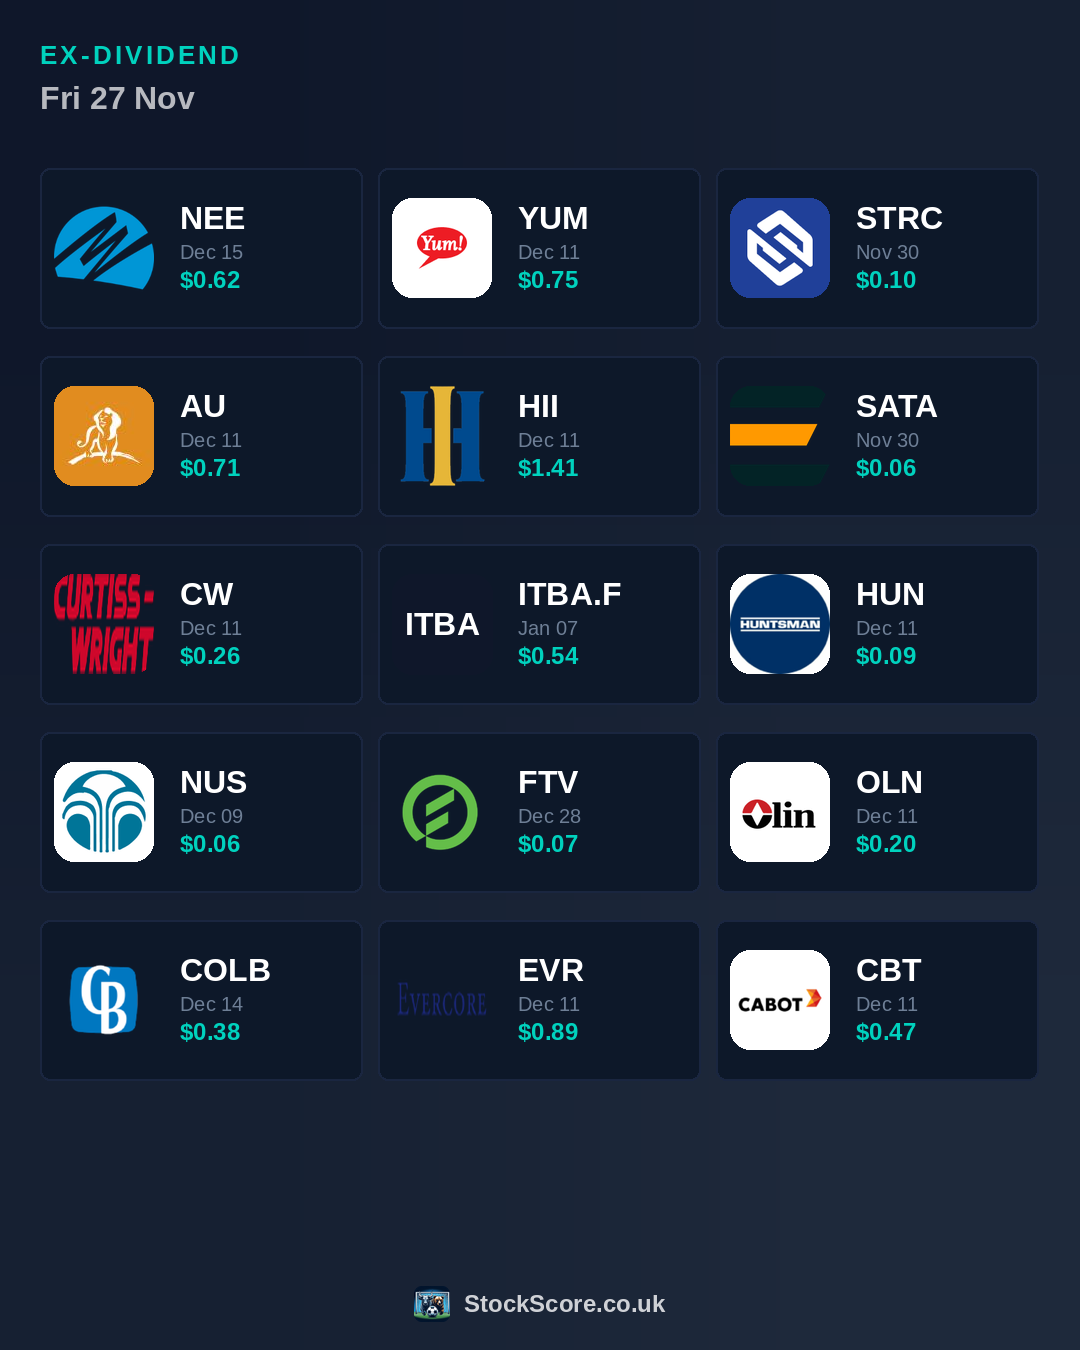 EX-DIVIDEND
Fri 27 Nov
NEE
Dec 15
$0.62
Yum!
YUM
Dec 11
$0.75
STRC
Nov 30
$0.10
AU
Dec 11
$0.71
HII
Dec 11
$1.41
SATA
Nov 30
$0.06
CURTISS-
WRIGHT
CW
Dec 11
$0.26
ITBA
ITBA.F
Jan 07
$0.54
HUNTSMAN
HUN
Dec 11
$0.09
NUS
Dec 09
$0.06
FTV
Dec 28
$0.07
Olin
OLN
Dec 11
$0.20
CB
COLB
Dec 14
$0.38
EVERCORE
EVR
Dec 11
$0.89
CABOT
CBT
Dec 11
$0.47
StockScore.co.uk